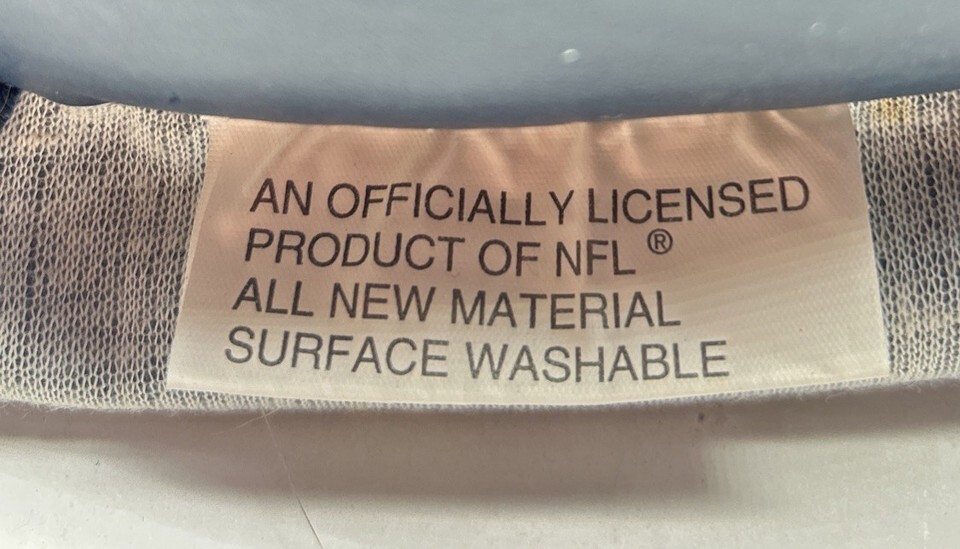 AN OFFICIALLY LICENSED
PRODUCT OF NFL ®
ALL NEW MATERIAL
SURFACE WASHABLE